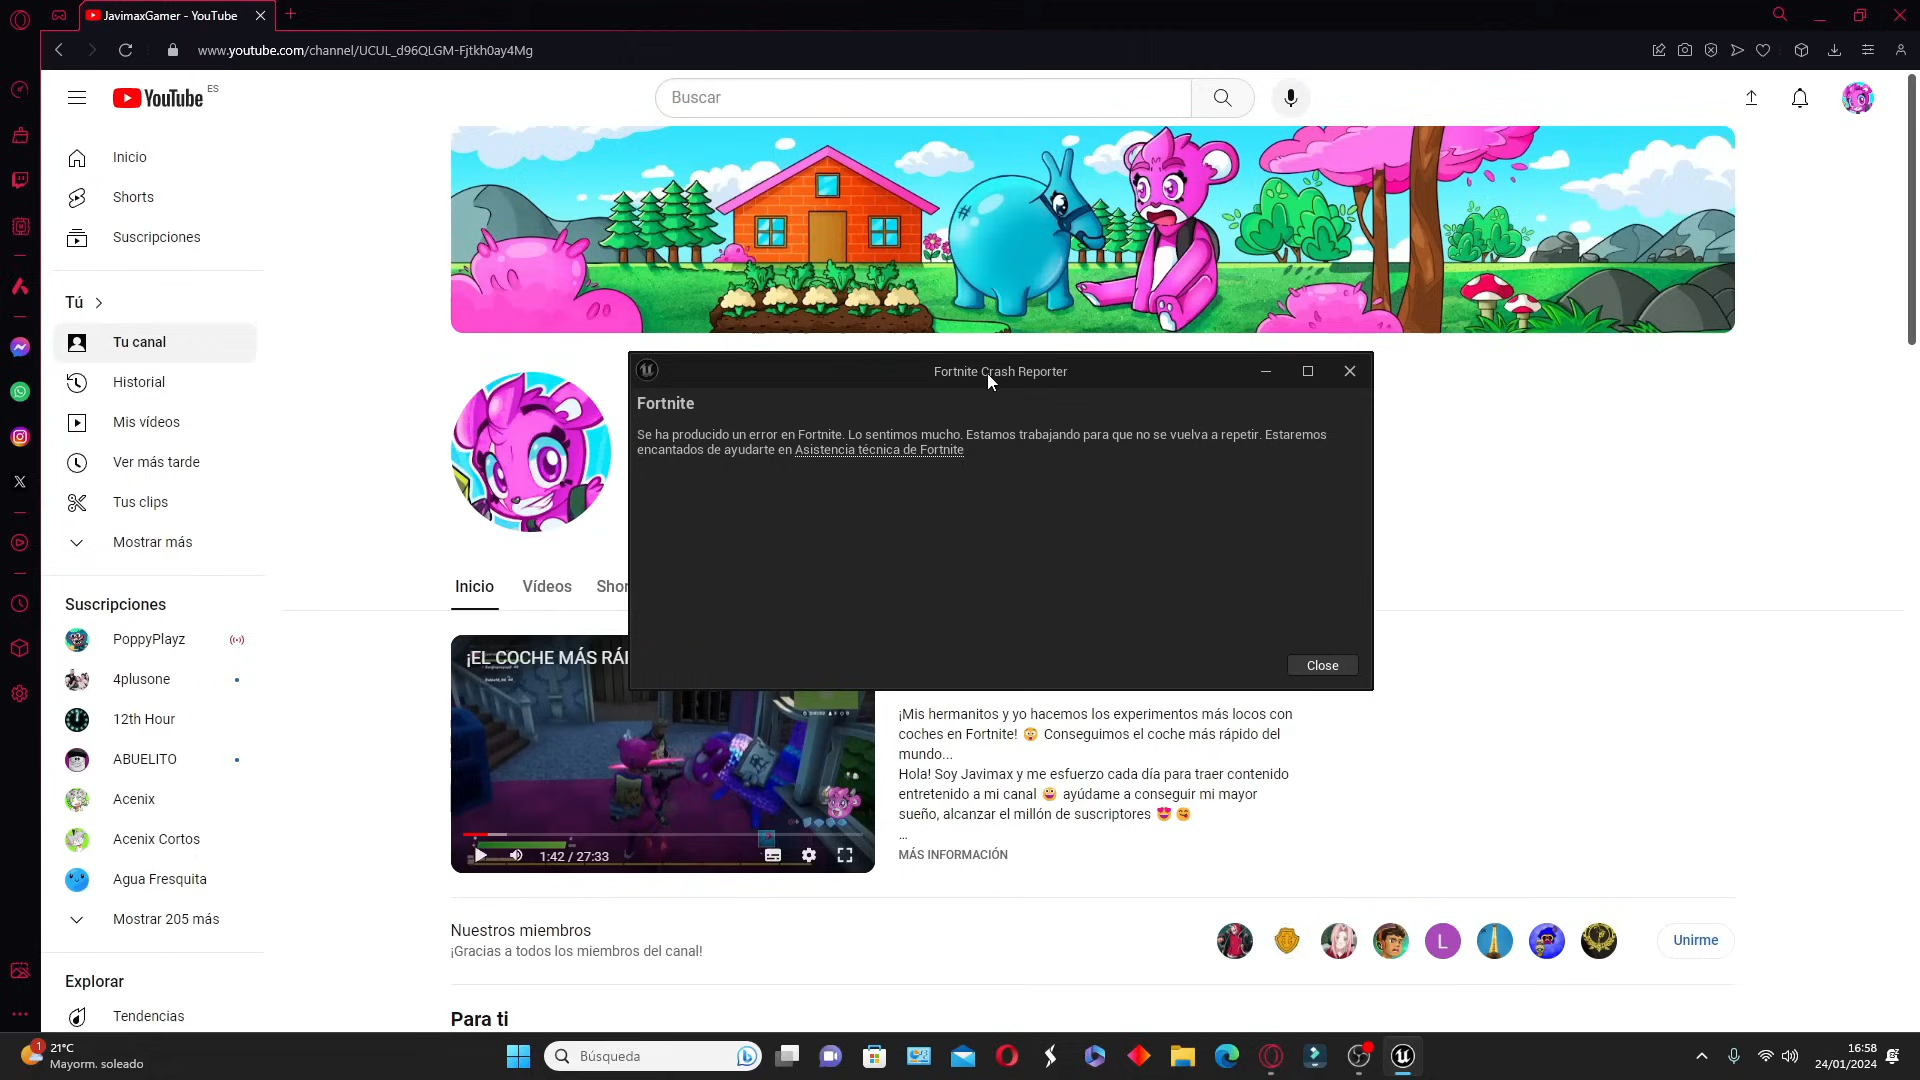 JavimaxGamer - YouTube
www.youtube.com/channel/UCUL_d96QLGM-Fjtkh0ay4Mg
YouTube ES
Buscar
Inicio
Shorts
Suscripciones
Tú
Tu canal
Historial
Mis vídeos
Ver más tarde
Tus clips
Mostrar más
Suscripciones
PoppyPlayz
4plusone
12th Hour
ABUELITO
Acenix
Acenix Cortos
Agua Fresquita
Mostrar 205 más
Explorar
Tendencias
Fortnite Crash Reporter
Fortnite
Se ha producido un error en Fortnite. Lo sentimos mucho. Estamos trabajando para que no se vuelva a repetir. Estaremos
encantados de ayudarte en Asistencia técnica de Fortnite
Close
Inicio Vídeos Shor
¡EL COCHE MÁS RÁI
1:42 / 27:33
¡Mis hermanitos y yo hacemos los experimentos más locos con
coches en Fortnite! 😳 Conseguimos el coche más rápido del
mundo...
Hola! Soy Javimax y me esfuerzo cada día para traer contenido
entretenido a mi canal 😀 ayúdame a conseguir mi mayor
sueño, alcanzar el millón de suscriptores 😍 😋
...
MÁS INFORMACIÓN
Nuestros miembros
¡Gracias a todos los miembros del canal!
L
Unirme
Para ti
1
21°C
Mayorm. soleado
Búsqueda
16:58
24/01/2024